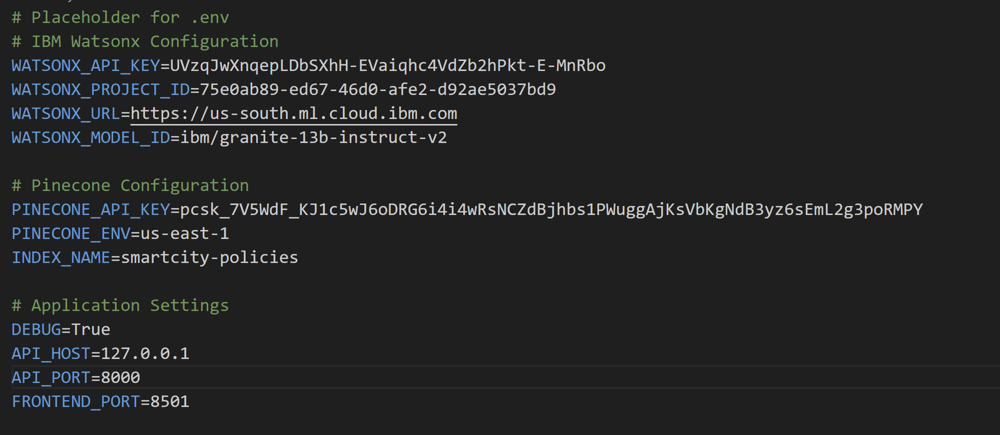 # Placeholder for .env
# IBM Watsonx Configuration
WATSONX_API_KEY=UVzqJwXnqepLDbSXhH-EVaiqhc4VdZb2hPkt-E-MnRbo
WATSONX_PROJECT_ID=75e0ab89-ed67-46d0-afe2-d92ae5037bd9
WATSONX_URL=https://us-south.ml.cloud.ibm.com
WATSONX_MODEL_ID=ibm/granite-13b-instruct-v2
# Pinecone Configuration
PINECONE_API_KEY=pcsk_7V5WdF_KJ1c5wJ6oDRG6i4i4wRsNCZdBjhbs1PWuggAjKsVbKgNdB3yz6sEmL2g3poRMPY
PINECONE_ENV=us-east-1
INDEX_NAME=smartcity-policies
# Application Settings
DEBUG=True
API_HOST=127.0.0.1
API_PORT=8000
FRONTEND_PORT=8501